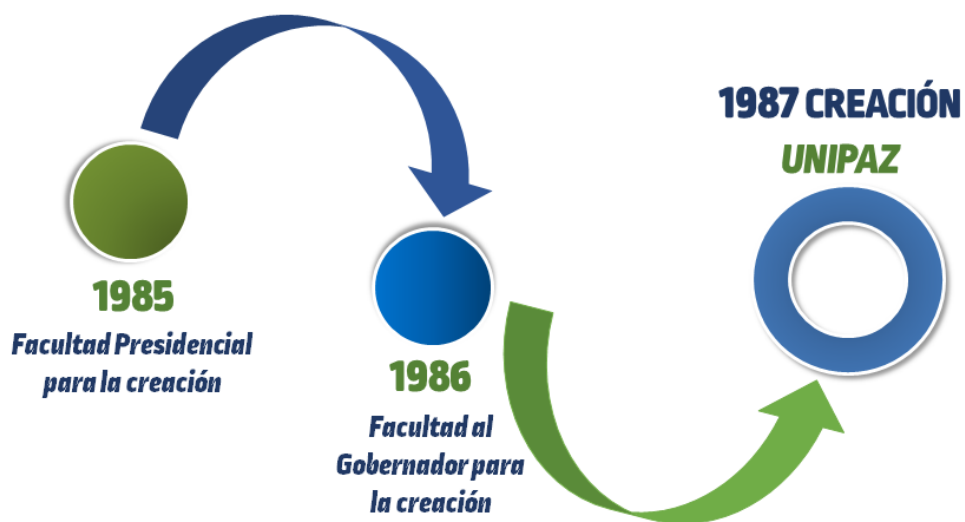 1985
Facultad Presidencial
para la creación
1986
Facultad al
Gobernador para
la creación
1987 CREACIÓN
UNIPAZ